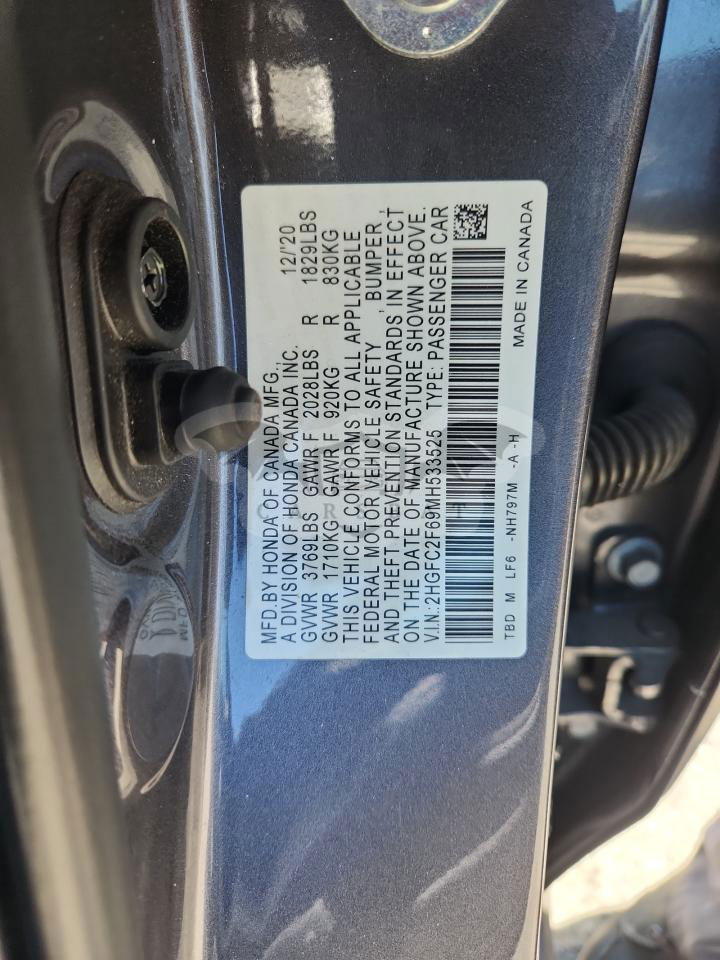 MFD.BY HONDA OF CANADA MFG., 12/'20
A DIVISION OF HONDA CANADA INC.
GVWR 3769LBS GAWR F 2028LBS R 1829LBS
GVWR 1710KG GAWR F 920KG R 830KG
THIS VEHICLE CONFORMS TO ALL APPLICABLE
FEDERAL MOTOR VEHICLE SAFETY , BUMPER ,
AND THEFT PREVENTION STANDARDS IN EFFECT
ON THE DATE OF MANUFACTURE SHOWN ABOVE.
V.IN.:2HGFC2F69MH533525 TYPE: PASSENGER CAR
TBD M LF6 -NH797M -A -H MADE IN CANADA